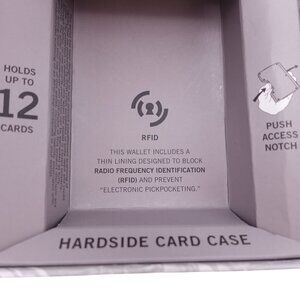 HOLDS
UP TO
12
CARDS
RFID
THIS WALLET INCLUDES A
THIN LINING DESIGNED TO BLOCK
RADIO FREQUENCY IDENTIFICATION
(RFID) AND PREVENT
"ELECTRONIC PICKPOCKETING."
PUSH
ACCESS
NOTCH
HARDSIDE CARD CASE